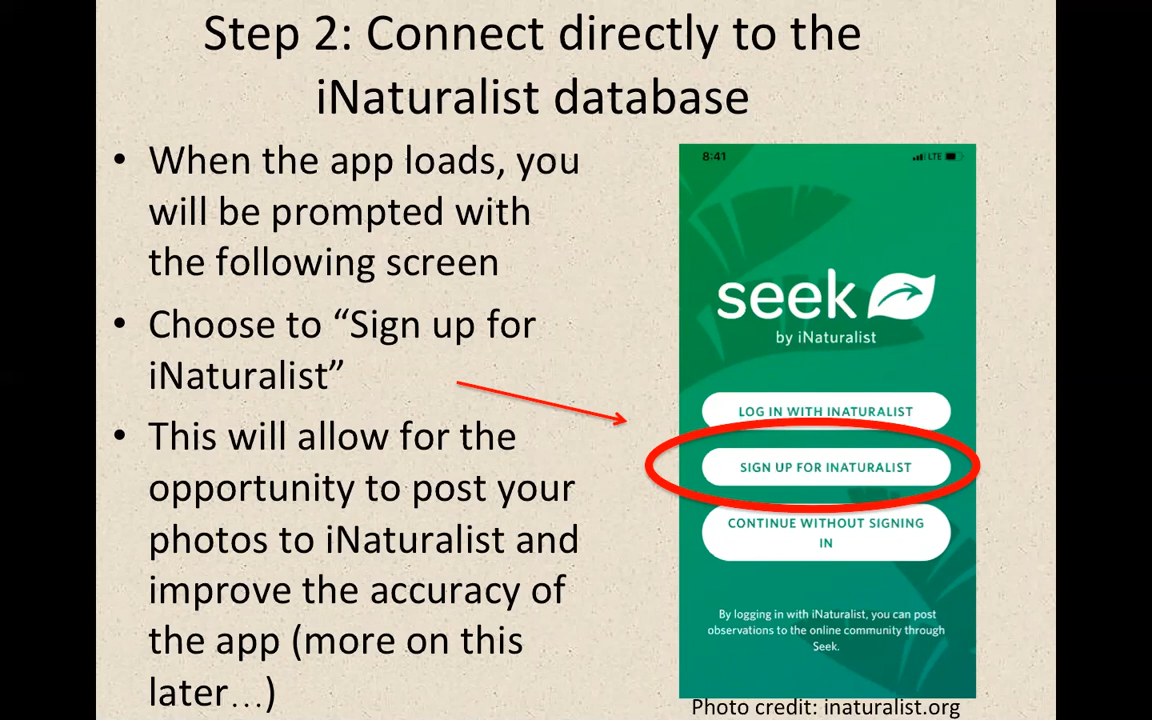 Step 2: Connect directly to the
iNaturalist database
• When the app loads, you
will be prompted with
the following screen
• Choose to “Sign up for
iNaturalist”
• This will allow for the
opportunity to post your
photos to iNaturalist and
improve the accuracy of
the app (more on this
later…)
8:41
LTE
seek
by iNaturalist
LOG IN WITH INATURALIST
SIGN UP FOR INATURALIST
CONTINUE WITHOUT SIGNING
IN
By logging in with iNaturalist, you can post
observations to the online community through
Seek.
Photo credit: inaturalist.org